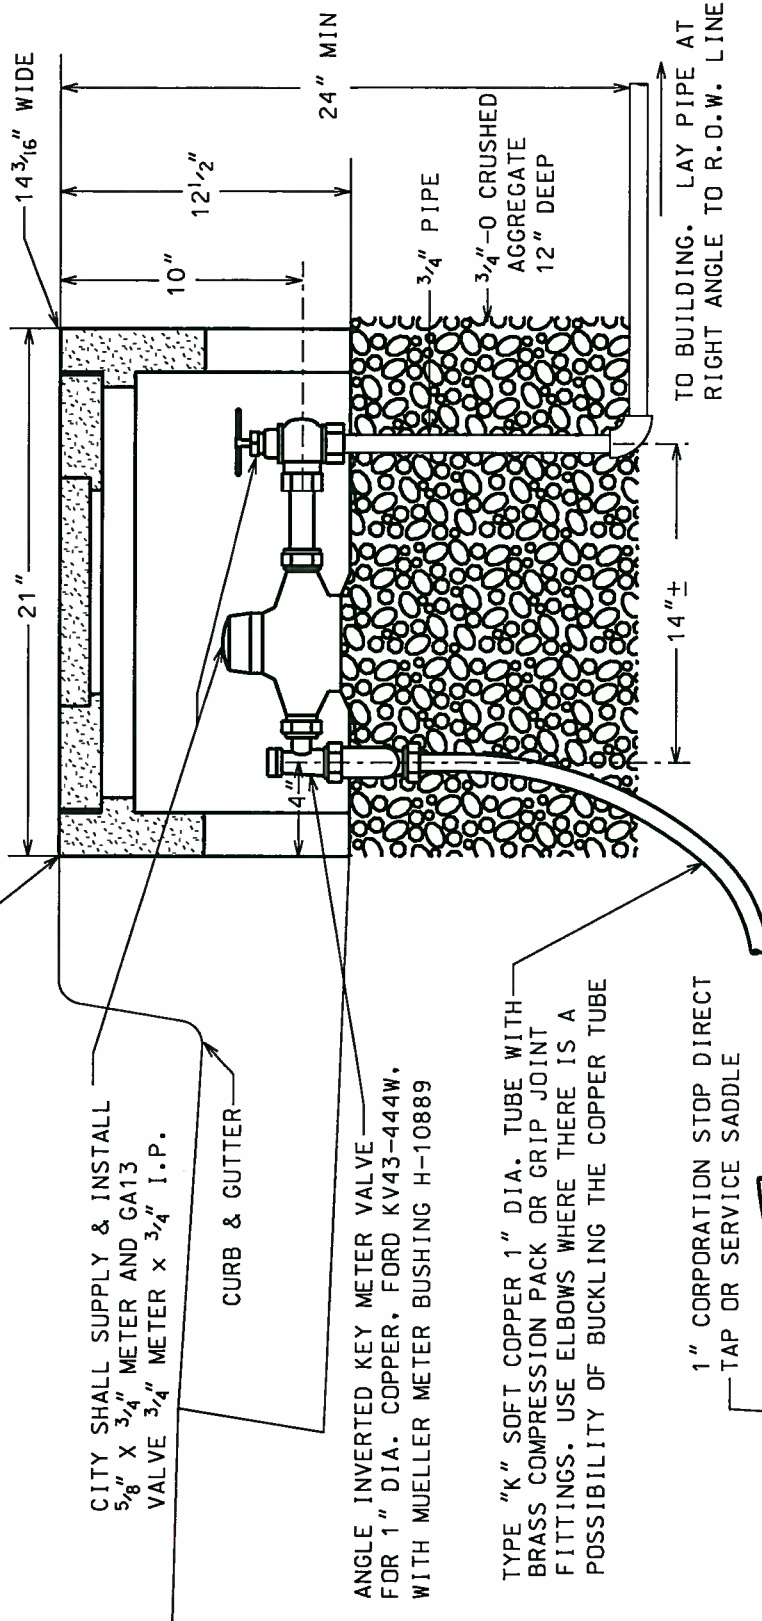 21"
14 3/16" WIDE
10"
12 1/2"
24" MIN
CITY SHALL SUPPLY & INSTALL
5/8" X 3/4" METER AND GA13
VALVE 3/4" METER x 3/4" I.P.
CURB & GUTTER
4"
ANGLE INVERTED KEY METER VALVE
FOR 1" DIA. COPPER, FORD KV43-444W,
WITH MUELLER METER BUSHING H-10889
3/4" PIPE
3/4"-0 CRUSHED
AGGREGATE
12" DEEP
TYPE "K" SOFT COPPER 1" DIA. TUBE WITH
BRASS COMPRESSION PACK OR GRIP JOINT
FITTINGS. USE ELBOWS WHERE THERE IS A
POSSIBILITY OF BUCKLING THE COPPER TUBE
14"±
TO BUILDING. LAY PIPE AT
RIGHT ANGLE TO R.O.W. LINE
1" CORPORATION STOP DIRECT
TAP OR SERVICE SADDLE